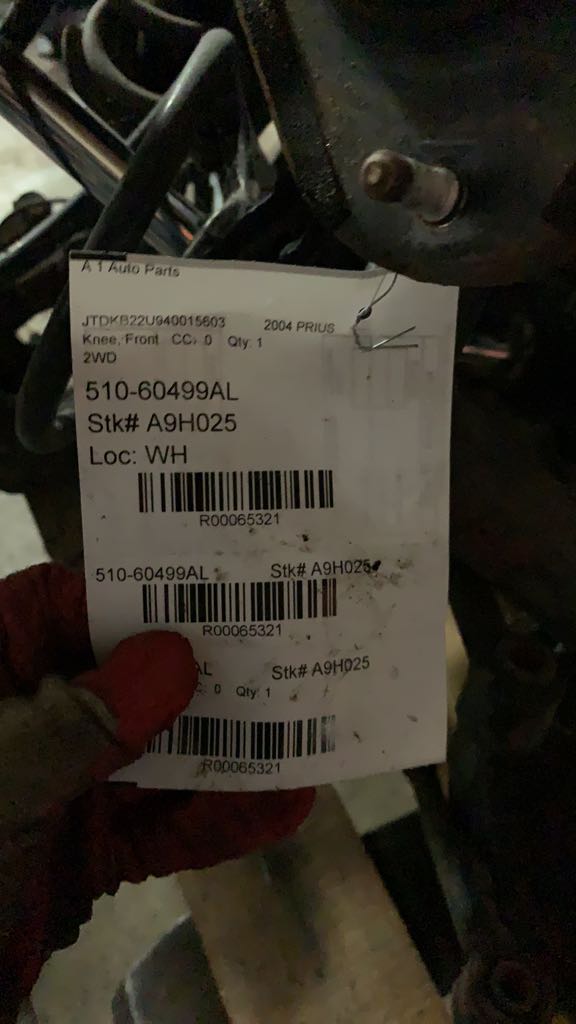 A 1 Auto Parts
JTDKB22U940015603 2004 PRIUS
Knee, Front CC: 0 Qty: 1
2WD
510-60499AL
Stk# A9H025
Loc: WH
R00065321
510-60499AL Stk# A9H025
R00065321
AL Stk# A9H025
C: 0 Qty: 1
R00065321